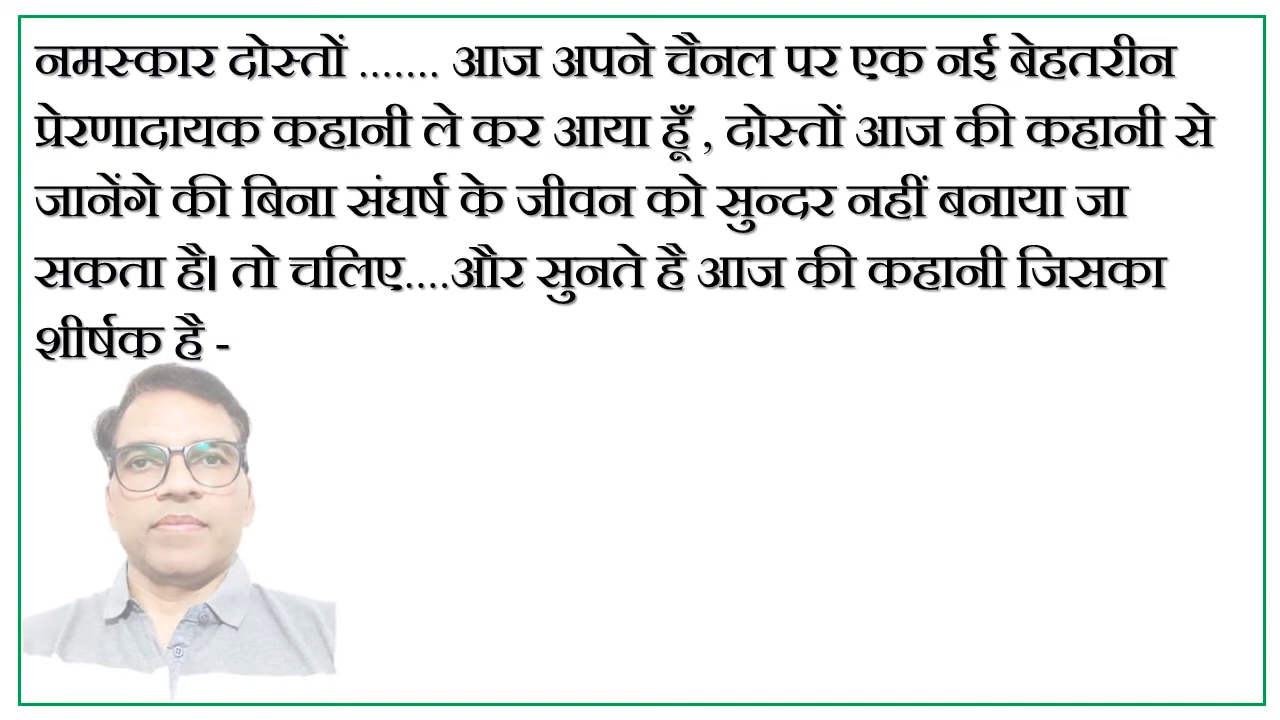 नमस्कार दोस्तों ....... आज अपने चैनल पर एक नई बेहतरीन
प्रेरणादायक कहानी ले कर आया हूँ , दोस्तों आज की कहानी से
जानेंगे की बिना संघर्ष के जीवन को सुन्दर नहीं बनाया जा
सकता है। तो चलिए....और सुनते है आज की कहानी जिसका
शीर्षक है -